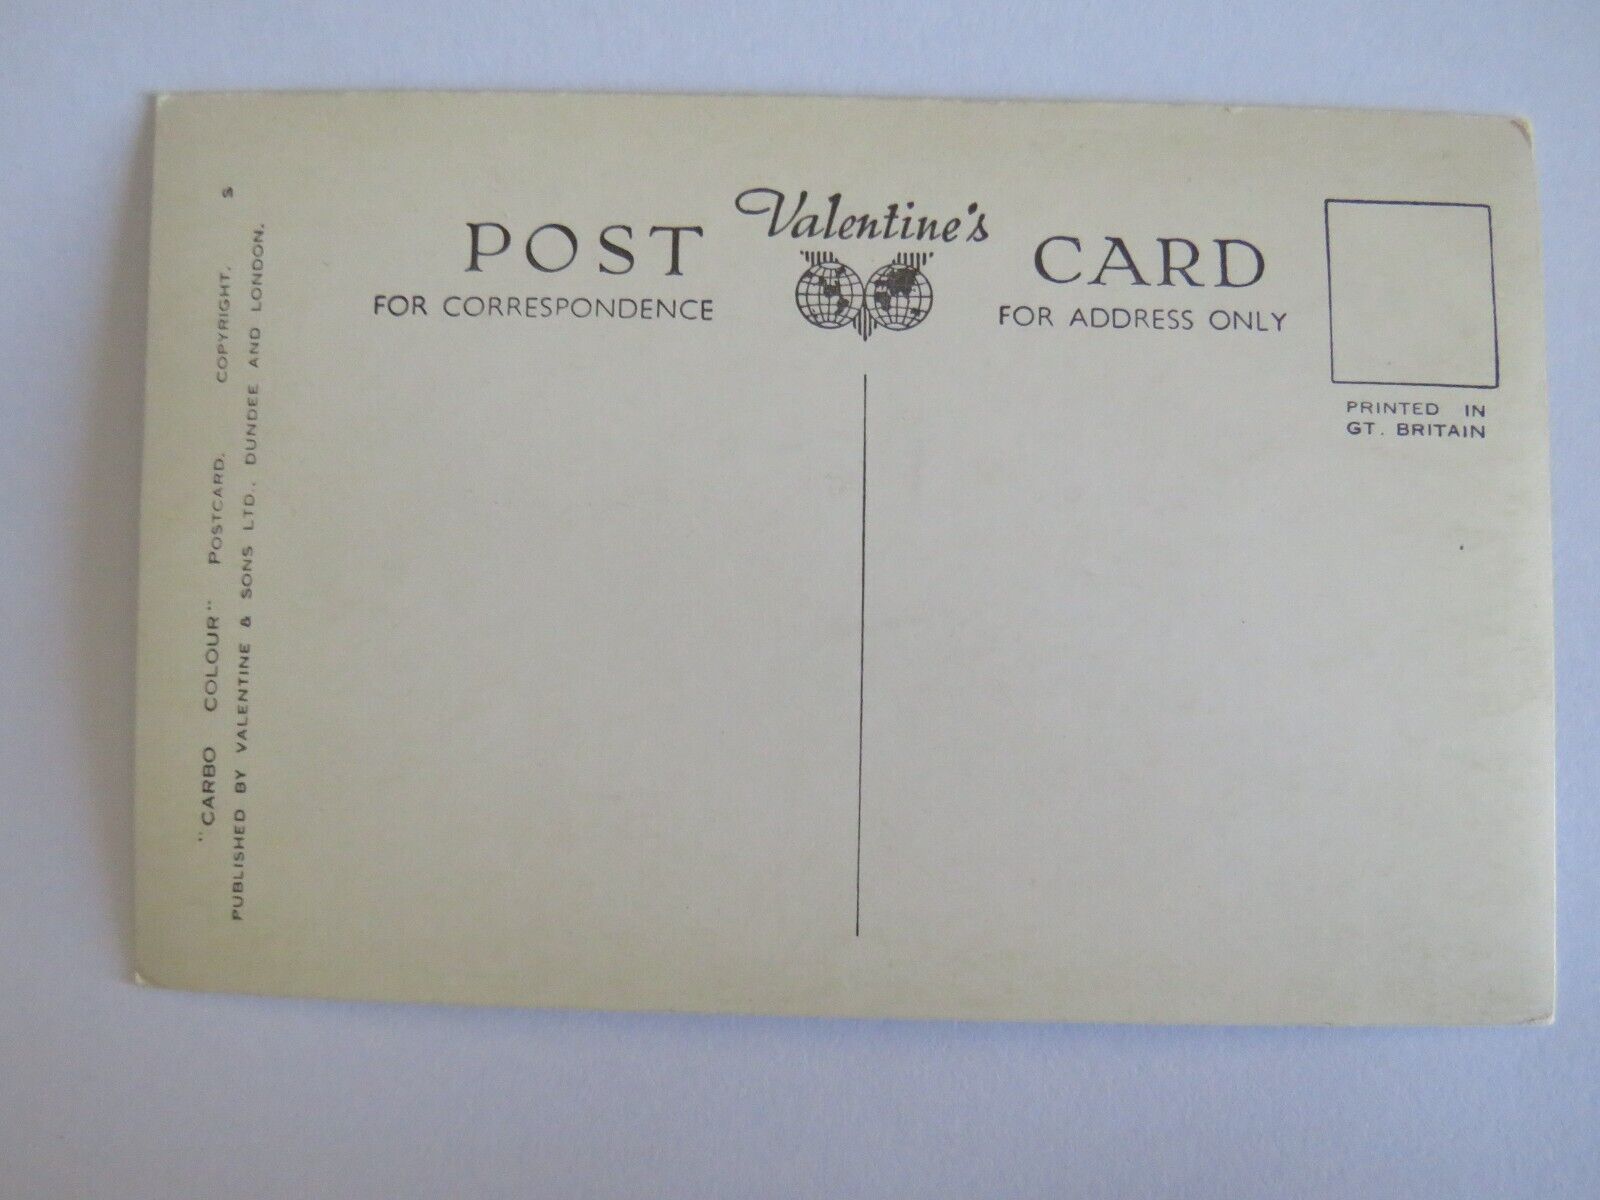 Valentine's
POST CARD
FOR CORRESPONDENCE
FOR ADDRESS ONLY
PRINTED IN
GT. BRITAIN
"CARBO COLOUR" POSTCARD. COPYRIGHT. S
PUBLISHED BY VALENTINE & SONS LTD., DUNDEE AND LONDON.